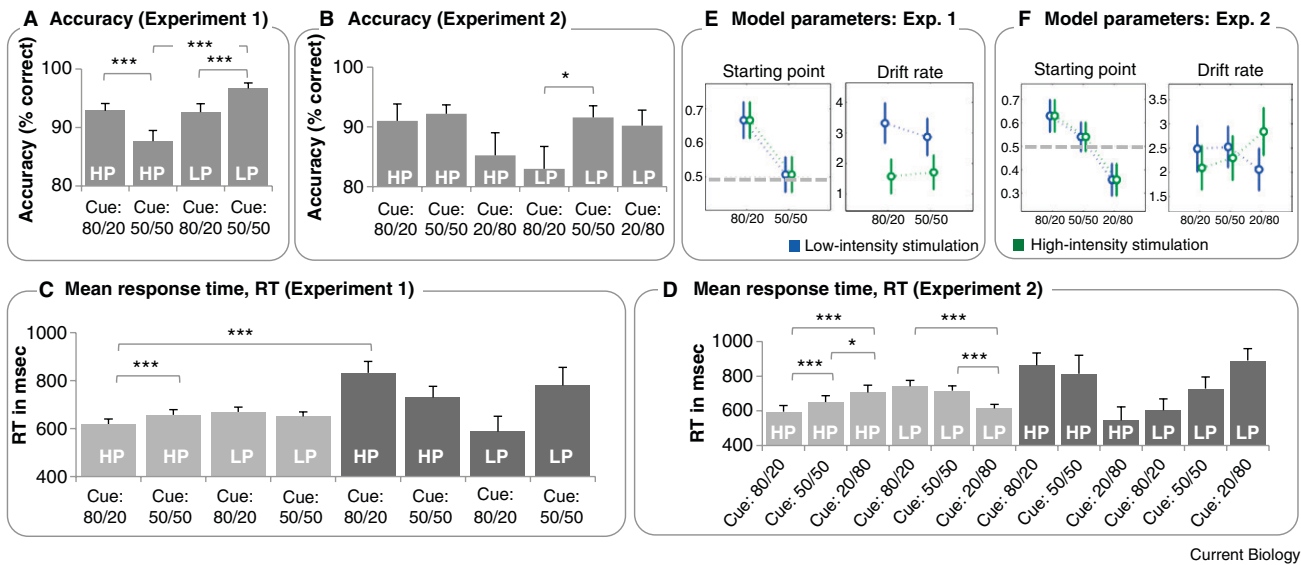 A Accuracy (Experiment 1)
Accuracy (% correct)
100
90
80
***
***
***
HP HP LP LP
Cue: Cue: Cue: Cue:
80/20 50/50 80/20 50/50
B Accuracy (Experiment 2)
Accuracy (% correct)
100
90
80
*
HP HP HP LP LP LP
Cue: Cue: Cue: Cue: Cue: Cue:
80/20 50/50 20/80 80/20 50/50 20/80
E Model parameters: Exp. 1
Starting point
0.7
0.6
0.5
80/20 50/50
Drift rate
4
3
2
1
80/20 50/50
F Model parameters: Exp. 2
Starting point
0.7
0.6
0.5
0.4
0.3
80/20 50/50 20/80
Drift rate
3.5
2.5
1.5
80/20 50/50 20/80
Low-intensity stimulation
High-intensity stimulation
C Mean response time, RT (Experiment 1)
RT in msec
1000
800
600
400
***
***
HP HP LP LP HP HP LP LP
Cue: Cue: Cue: Cue: Cue: Cue: Cue: Cue:
80/20 50/50 80/20 50/50 80/20 50/50 80/20 50/50
D Mean response time, RT (Experiment 2)
RT in msec
1000
800
600
400
*** ***
*
*** ***
HP HP HP LP LP LP HP HP HP LP LP LP
Cue: 80/20
Cue: 50/50
Cue: 20/80
Cue: 80/20
Cue: 50/50
Cue: 20/80
Cue: 80/20
Cue: 50/50
Cue: 20/80
Cue: 80/20
Cue: 50/50
Cue: 20/80
Current Biology